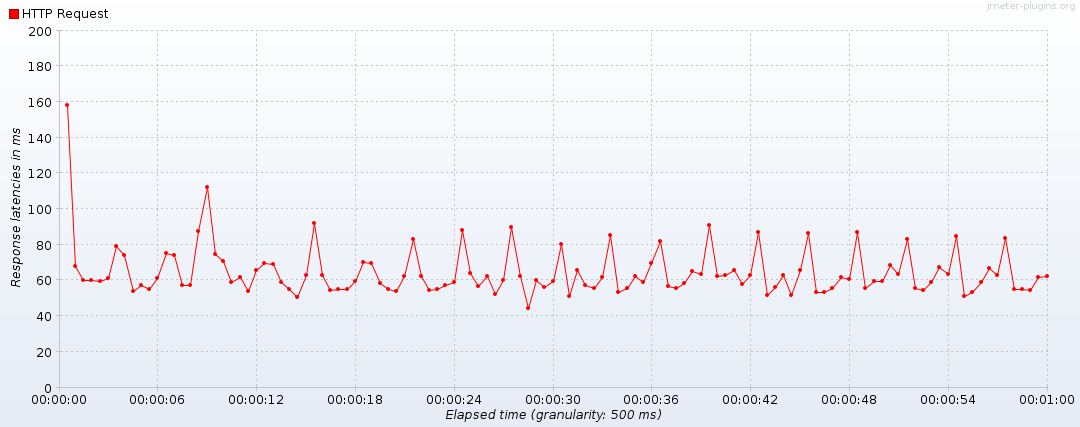 jmeter-plugins.org
HTTP Request
200
180
160
140
120
100
80
60
40
20
0
Response latencies in ms
00:00:00 00:00:06 00:00:12 00:00:18 00:00:24 00:00:30 00:00:36 00:00:42 00:00:48 00:00:54 00:01:00
Elapsed time (granularity: 500 ms)